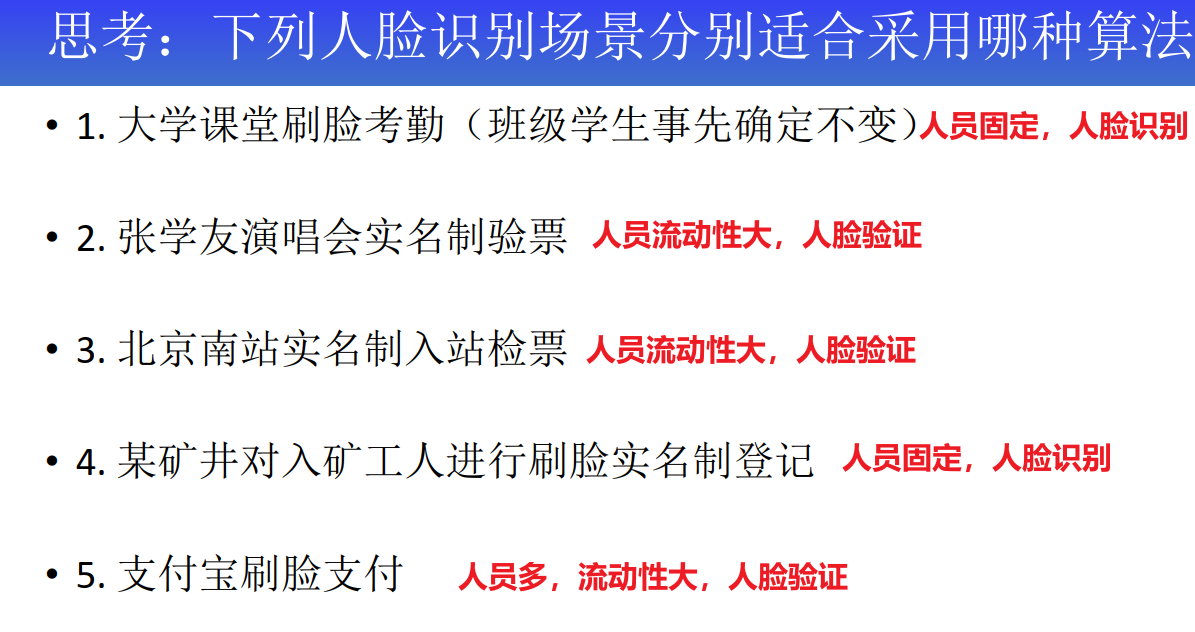 思考：下列人脸识别场景分别适合采用哪种算法
• 1. 大学课堂刷脸考勤（班级学生事先确定不变）人员固定，人脸识别
• 2. 张学友演唱会实名制验票 人员流动性大，人脸验证
• 3. 北京南站实名制入站检票 人员流动性大，人脸验证
• 4. 某矿井对入矿工人进行刷脸实名制登记 人员固定，人脸识别
• 5. 支付宝刷脸支付 人员多，流动性大，人脸验证